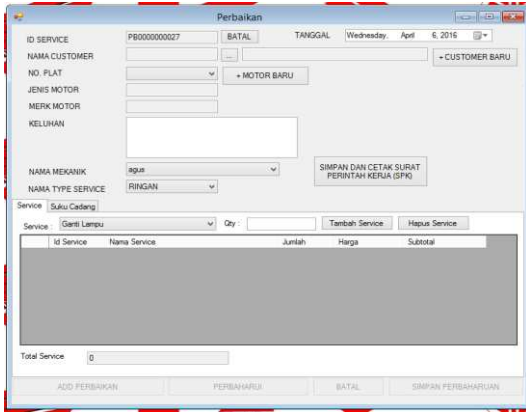 Perbaikan
ID SERVICE PB0000000027 BATAL TANGGAL Wednesday, April 6, 2016
NAMA CUSTOMER ... + CUSTOMER BARU
NO. PLAT + MOTOR BARU
JENIS MOTOR
MERK MOTOR
KELUHAN
NAMA MEKANIK agus SIMPAN DAN CETAK SURAT
PERINTAH KERJA (SPK)
NAMA TYPE SERVICE RINGAN
Service Suku Cadang
Service : Ganti Lampu Qty : Tambah Service Hapus Service
Id Service Nama Service Jumlah Harga Subtotal
Total Service 0
ADD PERBAIKAN PERBAHARUI BATAL SIMPAN PERBAHARUAN